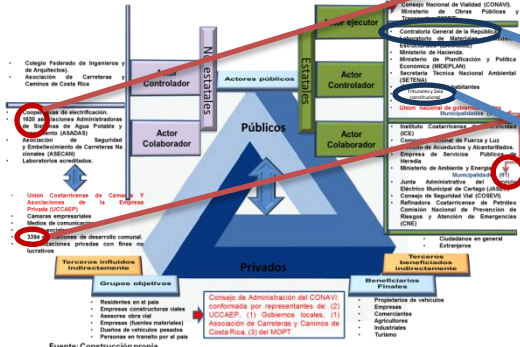 Consejo Nacional de Vialidad (CONAVI).
Ministerio de Obras Públicas y
Actor ejecutor
Contraloría General de la República
Laboratorio de Materiales
Ministerio de Hacienda.
Ministerio de Planificación y Política
Económica (MIDEPLAN)
Secretaría Técnica Nacional Ambiental
(SETENA)
Tribunales y Sala
constitucional
Unión nacional de gobiernos
Municipalidades
Actor
Controlador
Estatales
No estatales
Actor
Controlador
Colegio Federado de Ingenieros y
de Arquitectos).
Asociación de Carreteras y
Caminos de Costa Rica
Actores públicos
Cooperativas de electrificación.
1920 asociaciones Administradoras
de Sistemas de Agua Potable y
(ASADAS)
Asociación de Seguridad
y Embellecimiento de Carreteras Na
cionales (ASECAN)
Laboratorios acreditados.
Actor
Colaborador
Públicos
Actor
Colaborador
Instituto Costarricense de Electricidad
(ICE)
Nacional de Fuerza y Luz
Instituto de Acueductos y Alcantarillados.
Empresa de Servicios Públicos de
Heredia
Ministerio de Ambiente y Energía
Municipalidades
Junta Administrativa del
Eléctrico Municipal de Cartago (JASEC)
Consejo de Seguridad Vial (COSEVI)
Refinadora Costarricense de Petróleo
Comisión Nacional de Prevención de
Riesgos y Atención de Emergencias
(CNE)
Unión Costarricense de Cámaras Y
Asociaciones de la Empresa
Privada (UCCAEP)
Cámaras empresariales
Medios de comunicación
3394 asociaciones de desarrollo comunal.
Organizaciones privadas con fines no
lucrativos
Ciudadanos en general
Extranjeros
Terceros influidos
indirectamente
Privados
Terceros
beneficiados
indirectamente
Grupos objetivos
Beneficiarios
Finales
Residentes en el país
Empresas constructoras viales
Asesores obra vial
Empresas (fuentes materiales)
Dueños de vehículos pesados
Personas en transito por el país
Consejo de Administración del CONAVI:
conformada por representantes de: (2)
UCCAEP, (1) Gobiernos locales, (1)
Asociación de Carreteras y Caminos de
Costa Rica, (3) del MOPT
Propietarios de vehículos
Empresas
Comerciantes
Agricultores
Industriales
Turismo
Fuente: Construcción propia